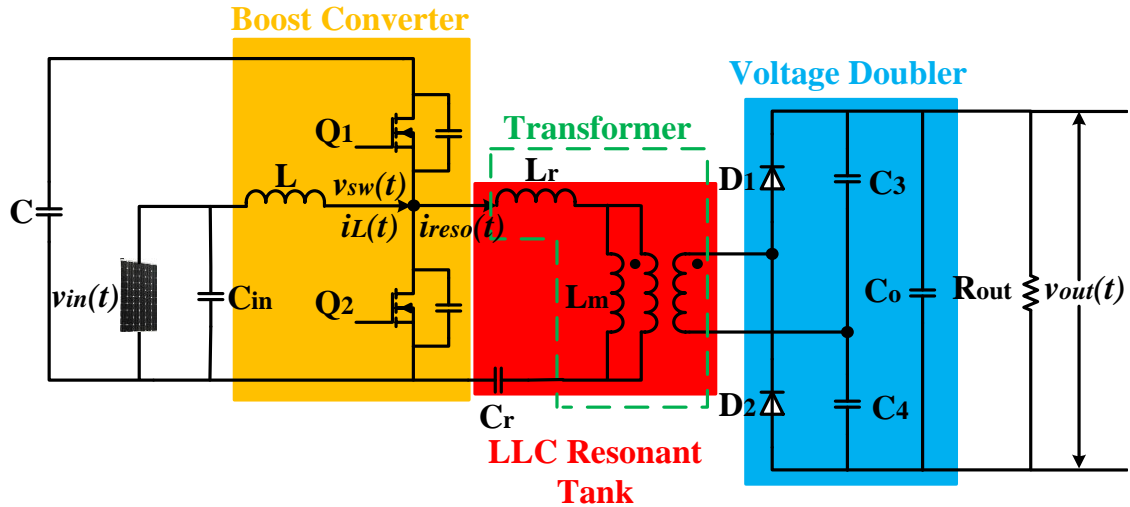 Boost Converter
Voltage Doubler
Transformer
Q1
Lr
D1
C3
L
vsw(t)
C
iL(t)
ireso(t)
vin(t)
Cin
Q2
Lm
Co
Rout
vout(t)
Cr
D2
C4
LLC Resonant
Tank